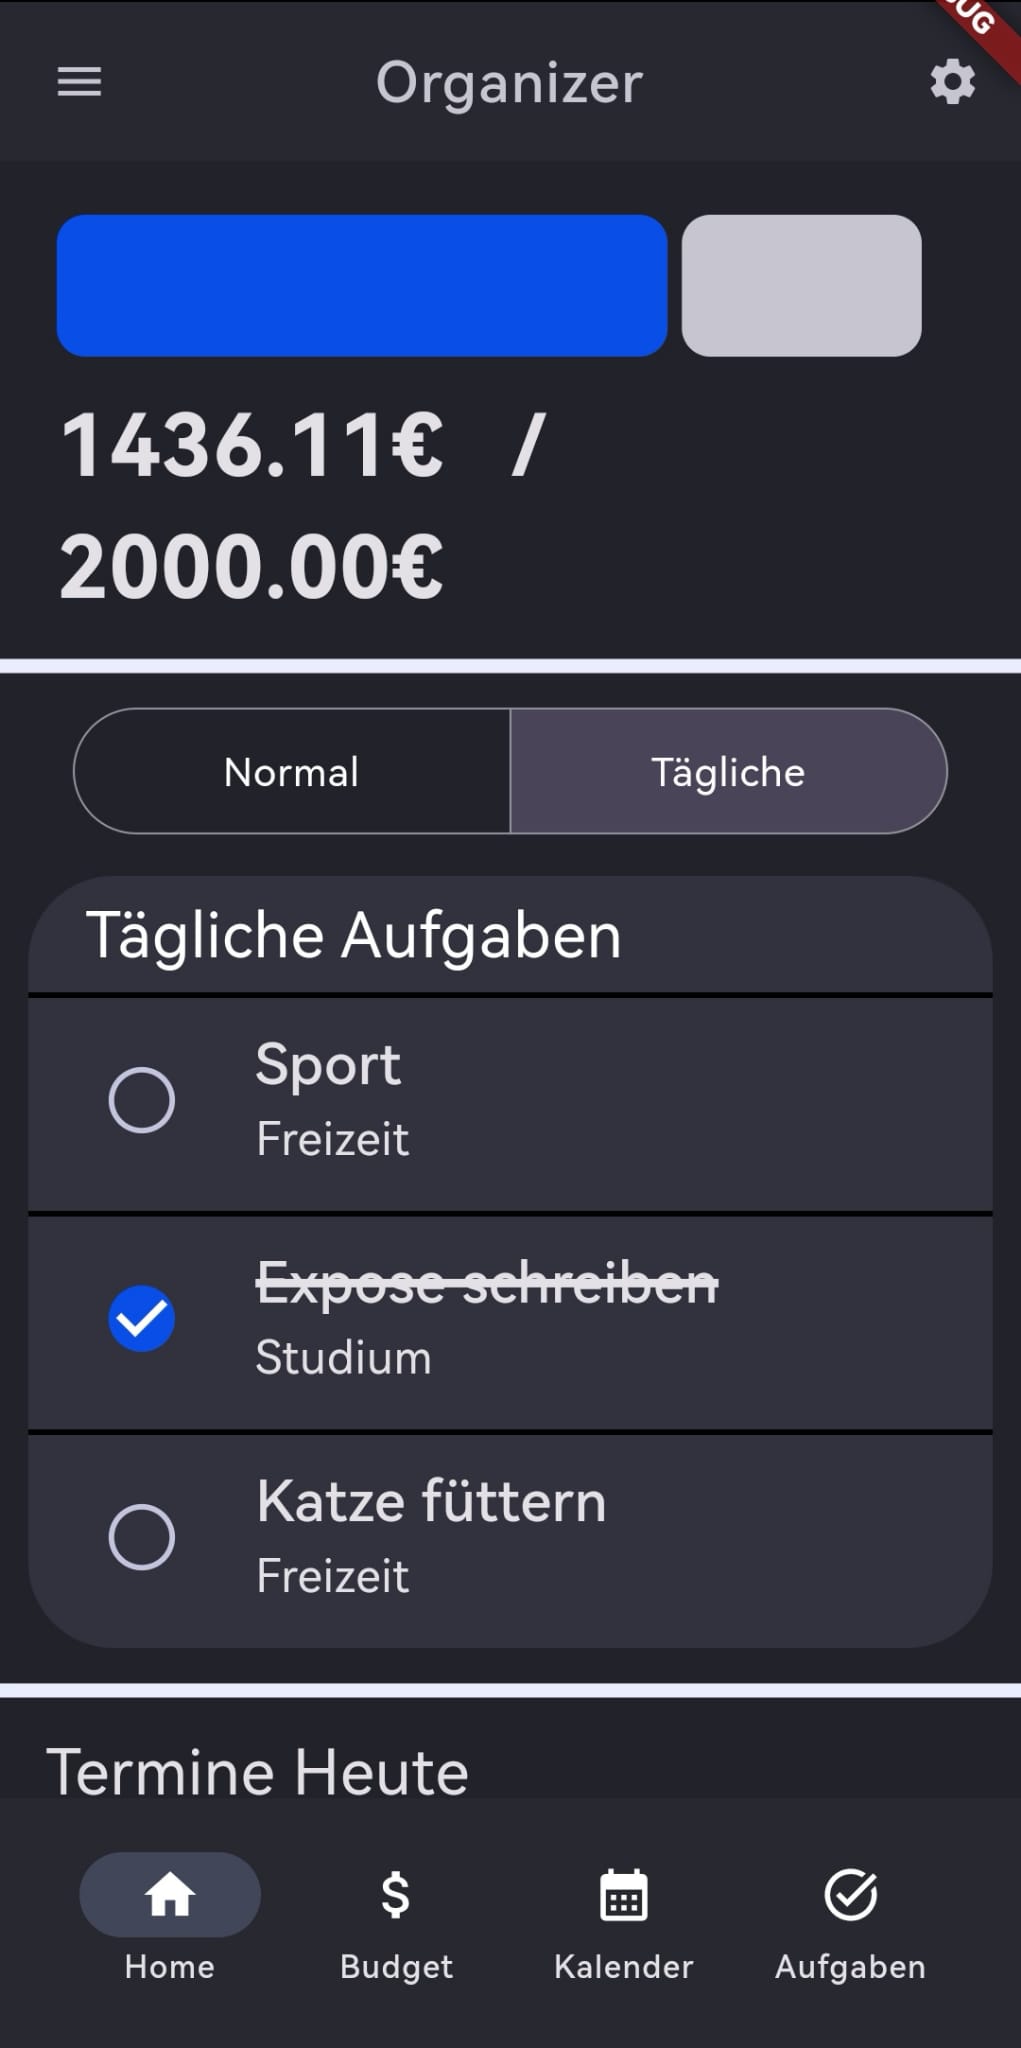 Organizer
1436.11€ /
2000.00€
Normal
Tägliche
Tägliche Aufgaben
Sport
Freizeit
Expose schreiben
Studium
Katze füttern
Freizeit
Termine Heute
Home
Budget
Kalender
Aufgaben